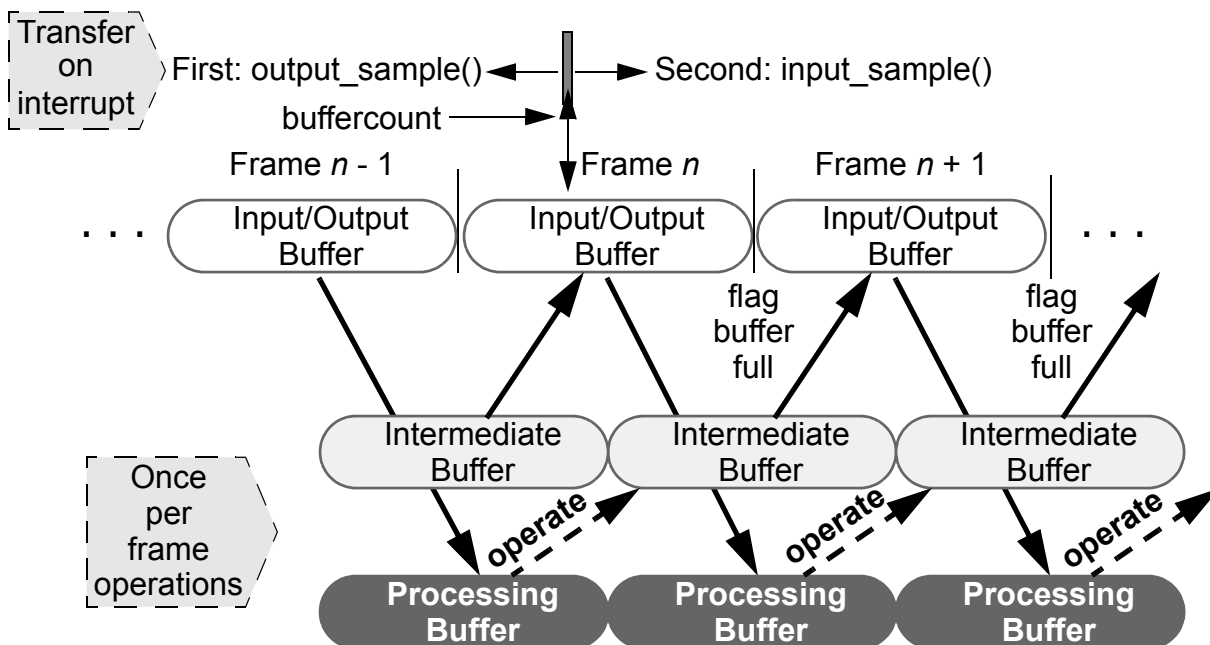 Transfer
on
interrupt
First: output_sample()
Second: input_sample()
buffercount
Frame n - 1
Frame n
Frame n + 1
. . .
Input/Output
Buffer
Input/Output
Buffer
Input/Output
Buffer
. . .
flag
buffer
full
flag
buffer
full
Intermediate
Buffer
Intermediate
Buffer
Intermediate
Buffer
Once
per
frame
operations
operate
operate
operate
Processing
Buffer
Processing
Buffer
Processing
Buffer